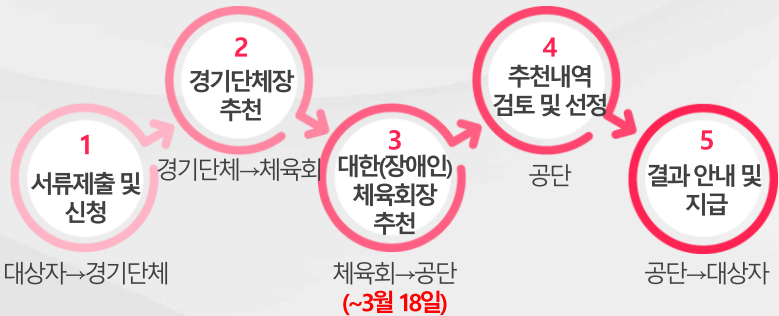 1
서류제출 및
신청
대상자→경기단체
2
경기단체장
추천
경기단체→체육회
3
대한(장애인)
체육회장
추천
체육회→공단
(~3월 18일)
4
추천내역
검토 및 선정
공단
5
결과 안내 및
지급
공단→대상자